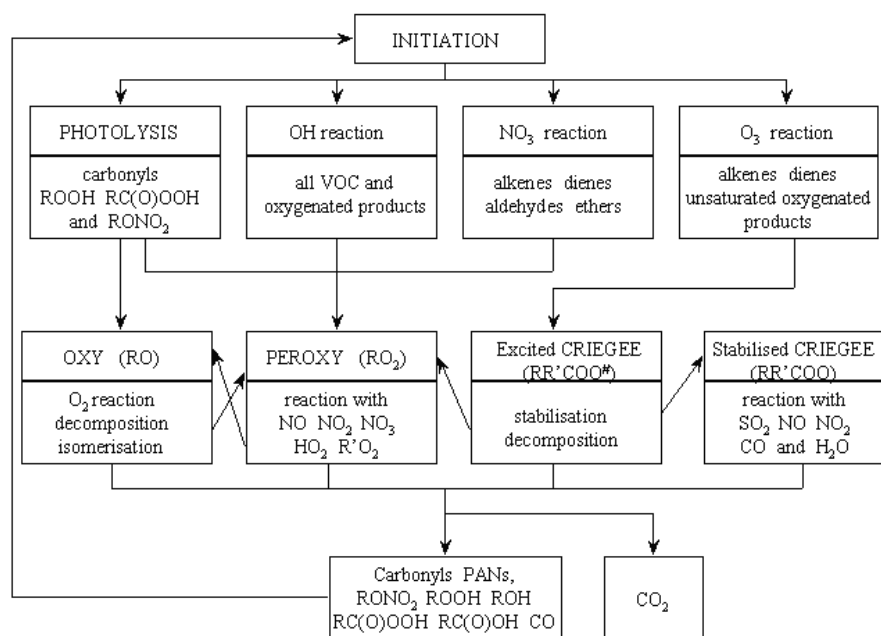 INITIATION
PHOTOLYSIS
carbonyls
ROOH RC(O)OOH
and RONO₂
OH reaction
all VOC and
oxygenated products
NO₃ reaction
alkenes dienes
aldehydes ethers
O₃ reaction
alkenes dienes
unsaturated oxygenated
products
OXY (RO)
O₂ reaction
decomposition
isomerisation
PEROXY (RO₂)
reaction with
NO NO₂ NO₃
HO₂ R’O₂
Excited CRIEGEE
(RR’COO#)
stabilisation
decomposition
Stabilised CRIEGEE
(RR’COO)
reaction with
SO₂ NO NO₂
CO and H₂O
Carbonyls PANs,
RONO₂ ROOH ROH
RC(O)OOH RC(O)OH CO
CO₂